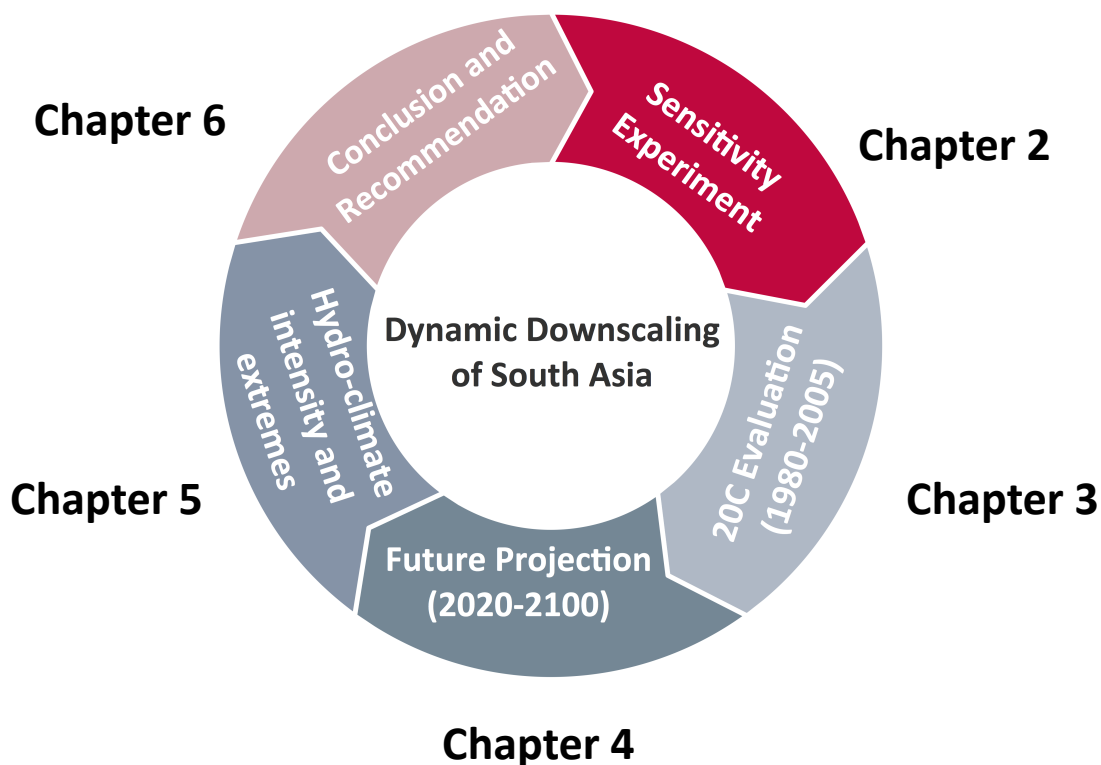 Dynamic Downscaling
of South Asia
Sensitivity
Experiment
Chapter 2
20C Evaluation
(1980-2005)
Chapter 3
Future Projection
(2020-2100)
Chapter 4
Hydro-climate
intensity and
extremes
Chapter 5
Conclusion and
Recommendation
Chapter 6